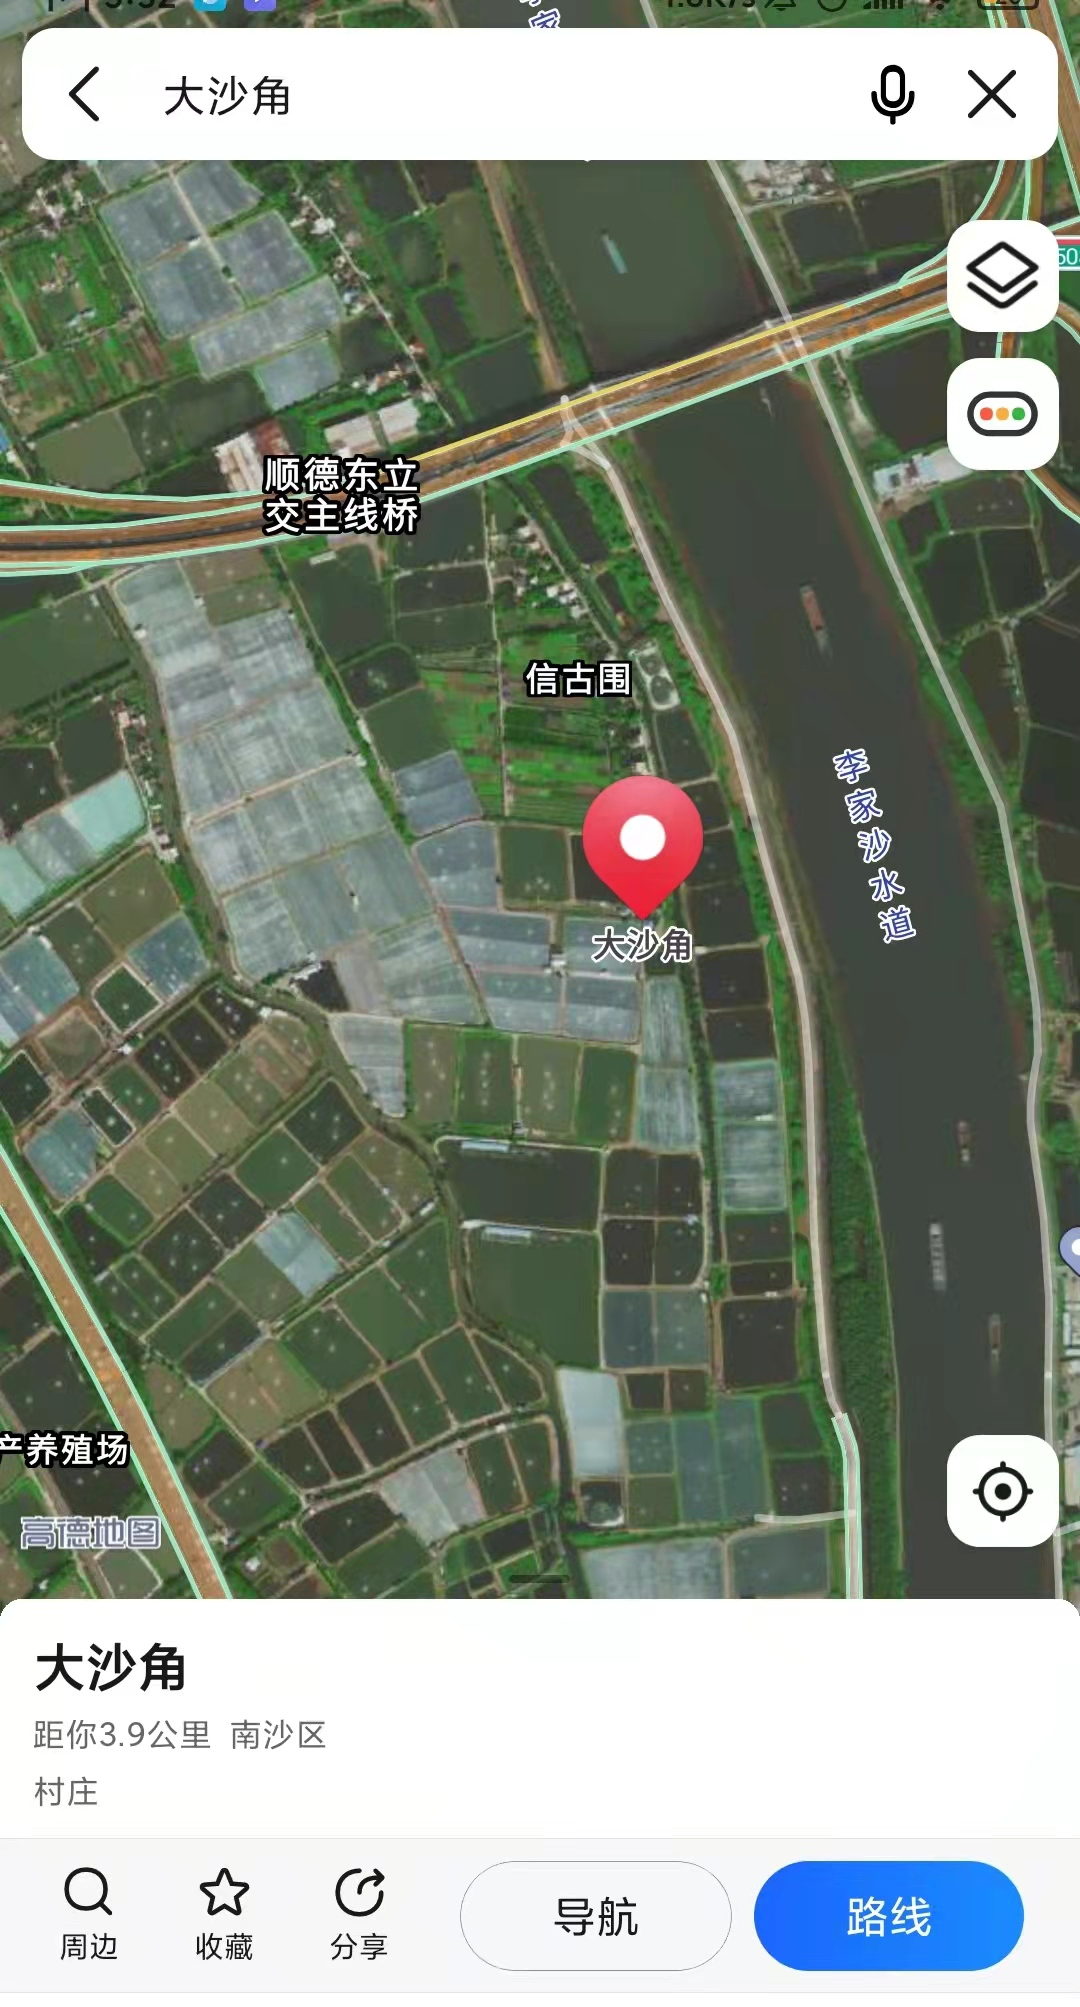 大沙角
顺德东立
交主线桥
信古围
李家沙水道
大沙角
产养殖场
高德地图
大沙角
距你3.9公里 南沙区
村庄
周边
收藏
分享
导航
路线